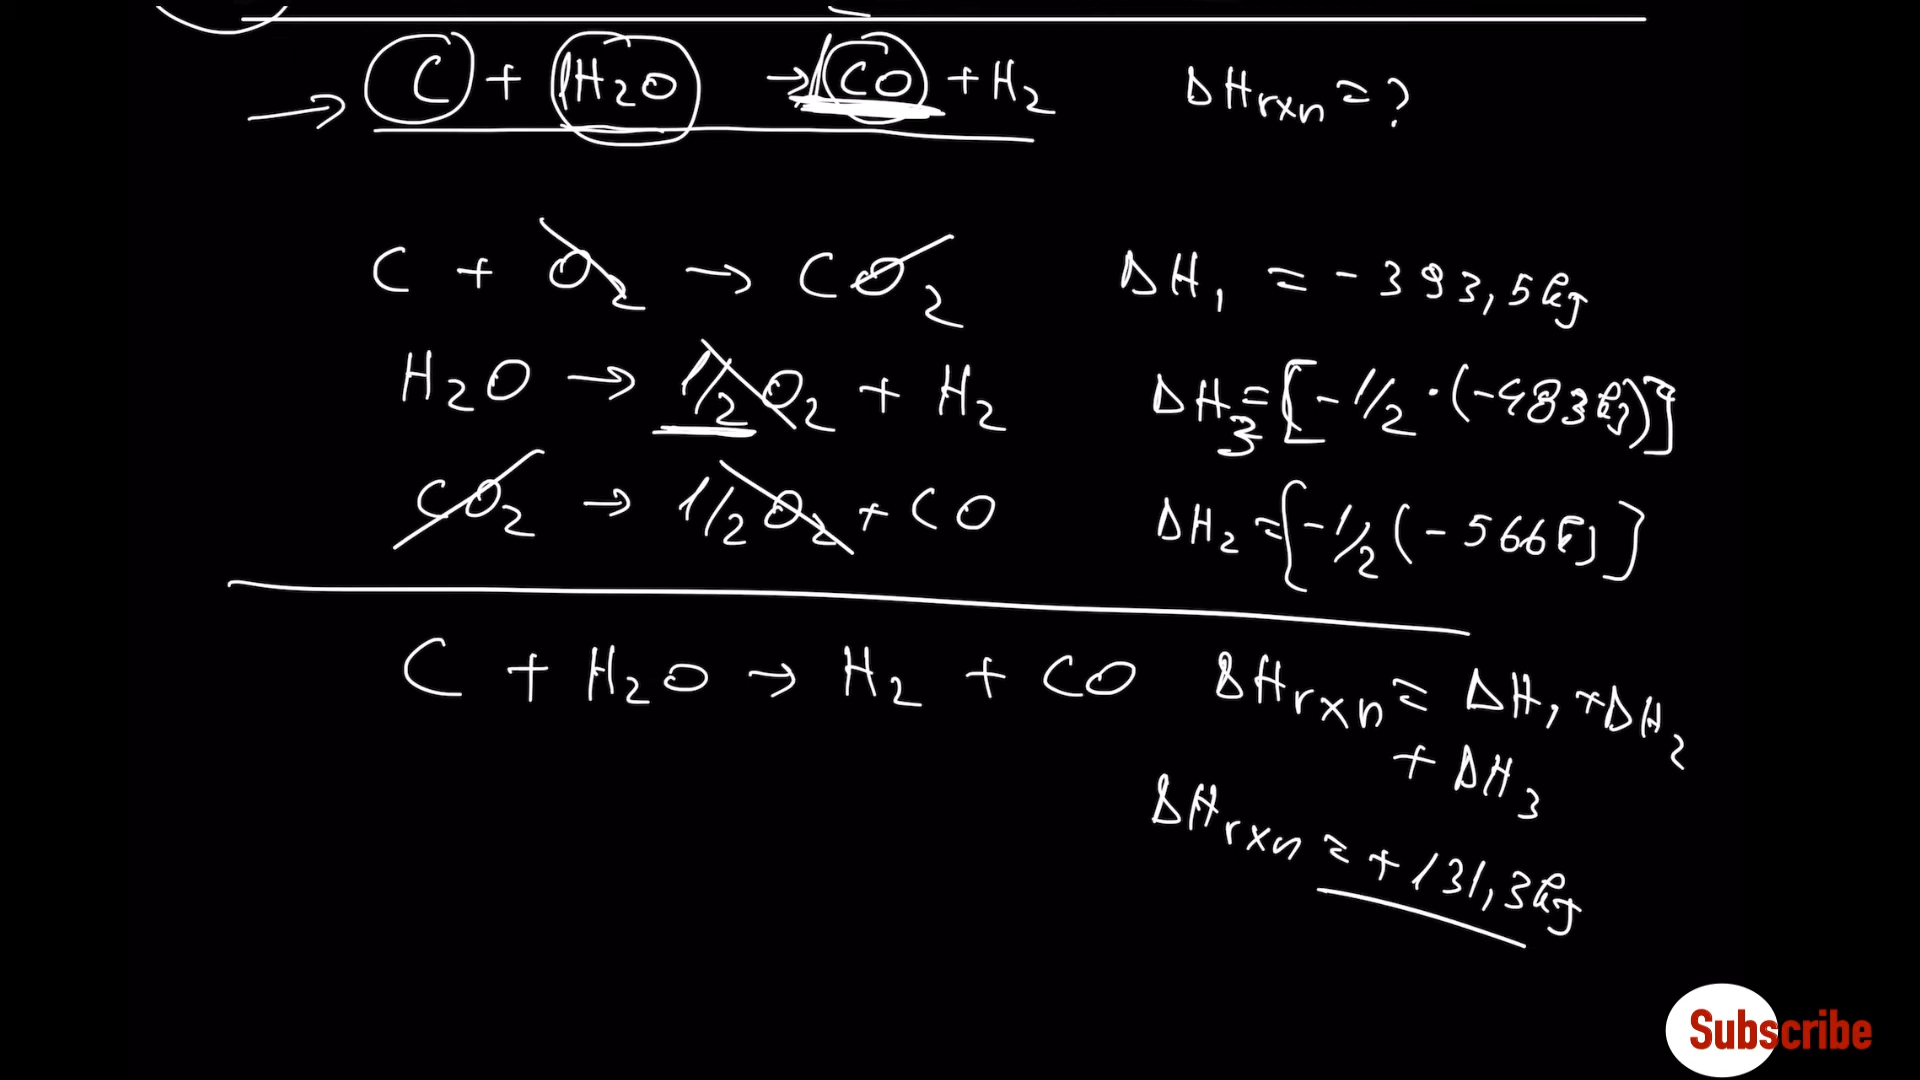 C + H2O → CO + H2 ΔHrxn = ?
C + O2 → CO2 ΔH1 = - 393,5kJ
H2O → 1/2 O2 + H2 ΔH3 = [- 1/2 · (-483kJ)]
CO2 → 1/2 O2 + CO ΔH2 = [- 1/2 (- 566kJ)]
C + H2O → H2 + CO ΔHrxn = ΔH1 + ΔH2
+ ΔH3
ΔHrxn = + 131,3kJ
Subscribe